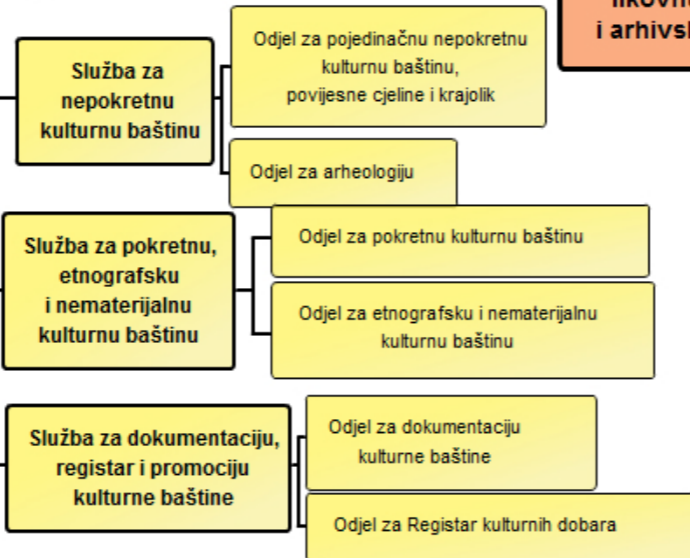 Služba za
nepokretnu
kulturnu baštinu
Odjel za pojedinačnu nepokretnu
kulturnu baštinu,
povijesne cjeline i krajolik
Odjel za arheologiju
Služba za pokretnu,
etnografsku
i nematerijalnu
kulturnu baštinu
Odjel za pokretnu kulturnu baštinu
Odjel za etnografsku i nematerijalnu
kulturnu baštinu
Služba za dokumentaciju,
registar i promociju
kulturne baštine
Odjel za dokumentaciju
kulturne baštine
Odjel za Registar kulturnih dobara
i